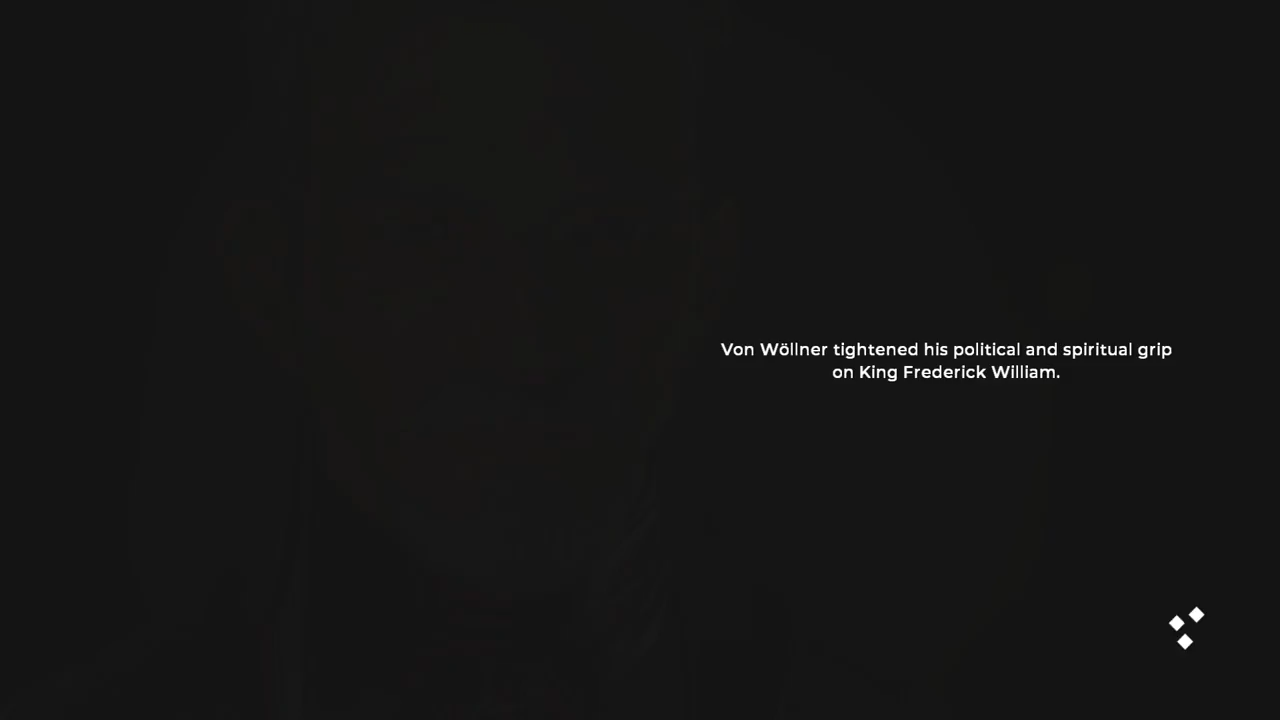 Von Wöllner tightened his political and spiritual grip
on King Frederick William.